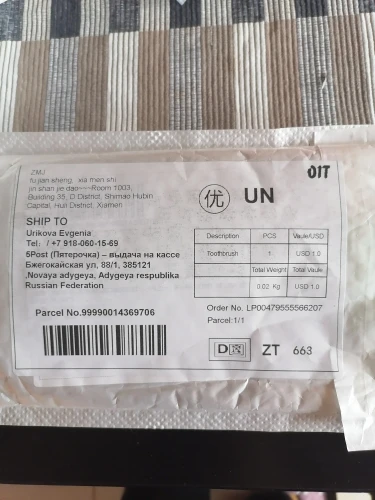 ZMJ
fu jian sheng, xia men shi
jin shan jie dao~~~Room 1003,
Building 35, D District, Shimao Hubin
Capital, Huli District, Xiamen
优 UN
01T
SHIP TO
Urikova Evgenia
Tel: / +7 918-060-15-69
5Post (Пятерочка) – выдача на кассе
Бжегокайская ул, 88/1, 385121
,Novaya adygeya, Adygeya respublika
Russian Federation
Description PCS Vaule/USD
Toothbrush 1 USD 1.0
Total Weight Total Vaule
0.02 Kg USD 1.0
Order No. LP00479555566207
Parcel:1/1
Parcel No.99990014369706
D ZT 663